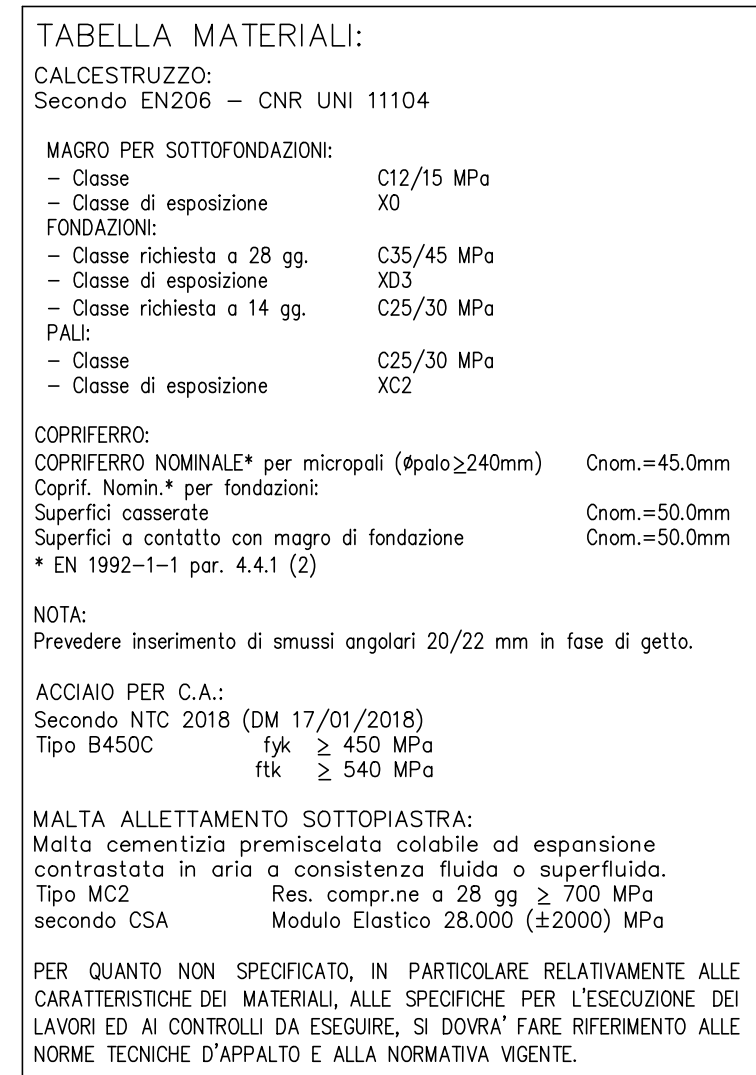 TABELLA MATERIALI:
CALCESTRUZZO:
Secondo EN206 – CNR UNI 11104
MAGRO PER SOTTOFONDAZIONI:
– Classe C12/15 MPa
– Classe di esposizione X0
FONDAZIONI:
– Classe richiesta a 28 gg. C35/45 MPa
– Classe di esposizione XD3
– Classe richiesta a 14 gg. C25/30 MPa
PALI:
– Classe C25/30 MPa
– Classe di esposizione XC2
COPRIFERRO:
COPRIFERRO NOMINALE* per micropali (øpalo≥240mm) Cnom.=45.0mm
Coprif. Nomin.* per fondazioni:
Superfici casserate Cnom.=50.0mm
Superfici a contatto con magro di fondazione Cnom.=50.0mm
* EN 1992–1–1 par. 4.4.1 (2)
NOTA:
Prevedere inserimento di smussi angolari 20/22 mm in fase di getto.
ACCIAIO PER C.A.:
Secondo NTC 2018 (DM 17/01/2018)
Tipo B450C fyk ≥ 450 MPa
ftk ≥ 540 MPa
MALTA ALLETTAMENTO SOTTOPIASTRA:
Malta cementizia premiscelata colabile ad espansione
contrastata in aria a consistenza fluida o superfluida.
Tipo MC2 Res. compr.ne a 28 gg ≥ 700 MPa
secondo CSA Modulo Elastico 28.000 (±2000) MPa
PER QUANTO NON SPECIFICATO, IN PARTICOLARE RELATIVAMENTE ALLE
CARATTERISTICHE DEI MATERIALI, ALLE SPECIFICHE PER L'ESECUZIONE DEI
LAVORI ED AI CONTROLLI DA ESEGUIRE, SI DOVRA' FARE RIFERIMENTO ALLE
NORME TECNICHE D'APPALTO E ALLA NORMATIVA VIGENTE.